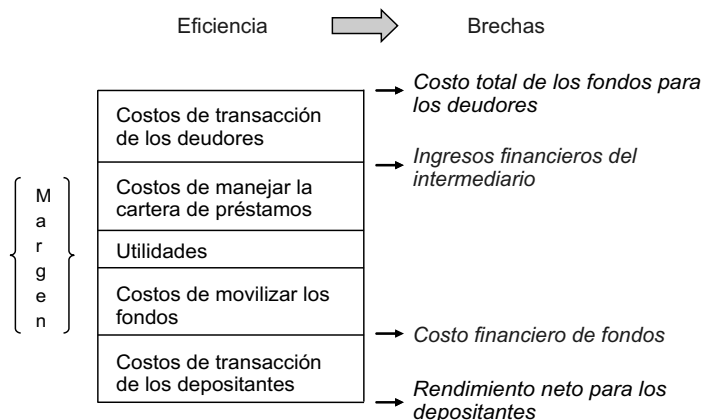 Eficiencia
Brechas
Costo total de los fondos para
los deudores
Costos de transacción
de los deudores
Ingresos financieros del
intermediario
Costos de manejar la
cartera de préstamos
M
a
r
g
e
n
Utilidades
Costos de movilizar los
fondos
Costo financiero de fondos
Costos de transacción
de los depositantes
Rendimiento neto para los
depositantes